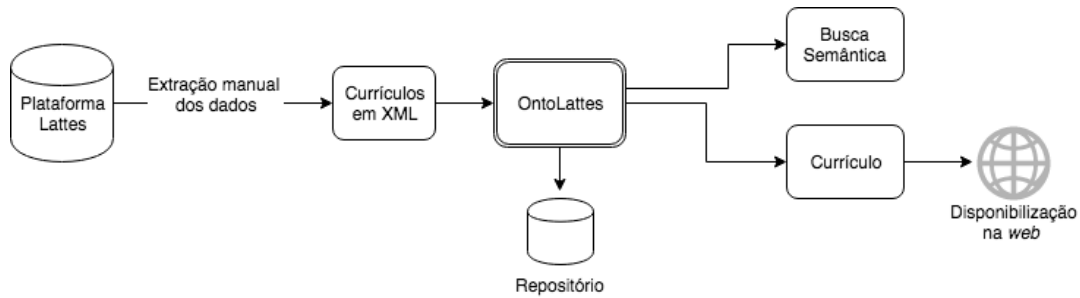 Plataforma
Lattes
Extração manual
dos dados
Currículos
em XML
OntoLattes
Repositório
Busca
Semântica
Currículo
Disponibilização
na web